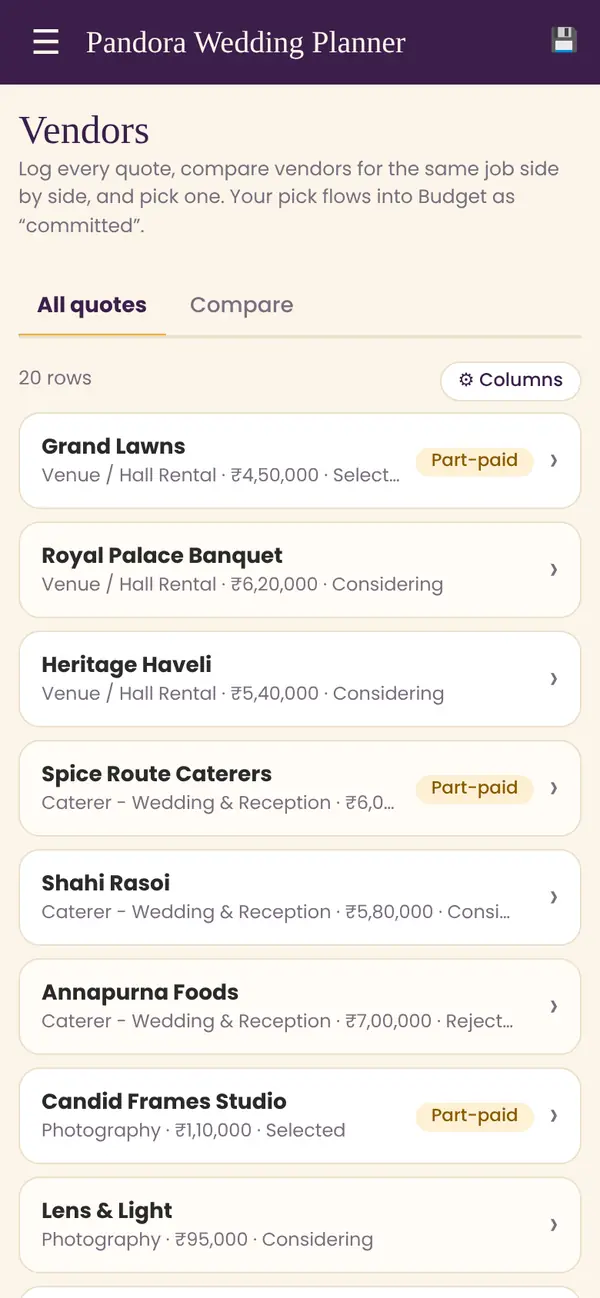 ☰ Pandora Wedding Planner 💾
Vendors
Log every quote, compare vendors for the same job side
by side, and pick one. Your pick flows into Budget as
“committed”.
All quotes Compare
20 rows ⚙ Columns
Grand Lawns
Venue / Hall Rental · ₹4,50,000 · Select… Part-paid ›
Royal Palace Banquet
Venue / Hall Rental · ₹6,20,000 · Considering ›
Heritage Haveli
Venue / Hall Rental · ₹5,40,000 · Considering ›
Spice Route Caterers
Caterer - Wedding & Reception · ₹6,0… Part-paid ›
Shahi Rasoi
Caterer - Wedding & Reception · ₹5,80,000 · Consi… ›
Annapurna Foods
Caterer - Wedding & Reception · ₹7,00,000 · Reject… ›
Candid Frames Studio
Photography · ₹1,10,000 · Selected Part-paid ›
Lens & Light
Photography · ₹95,000 · Considering ›